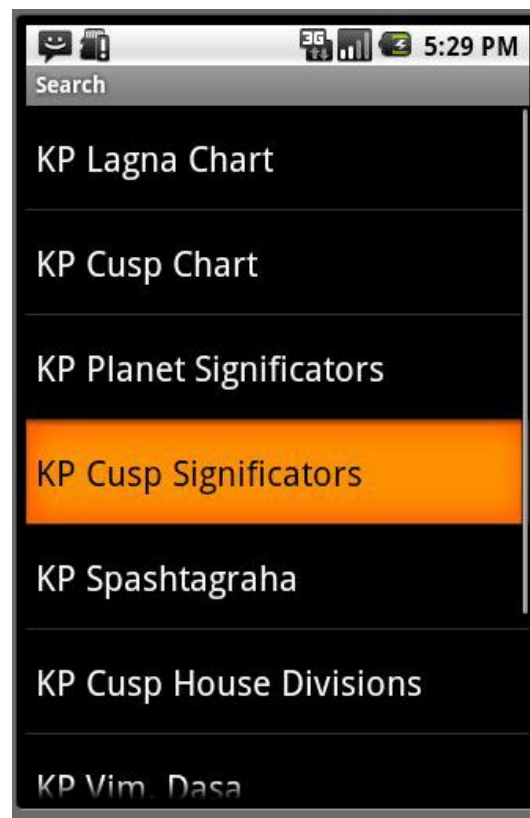 3G 5:29 PM
Search
KP Lagna Chart
KP Cusp Chart
KP Planet Significators
KP Cusp Significators
KP Spashtagraha
KP Cusp House Divisions
KP Vim. Dasa